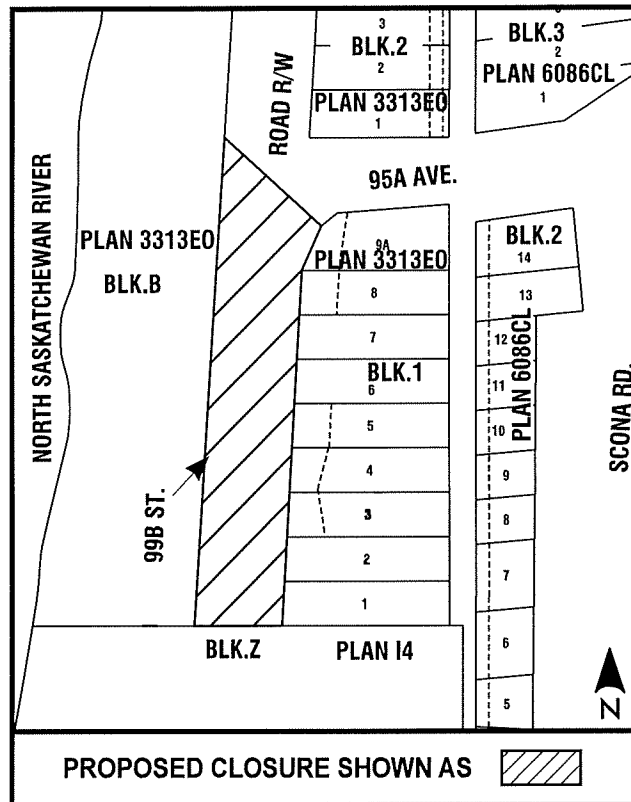 3
BLK.2
2
PLAN 3313EO
1
BLK.3
2
PLAN 6086CL
1
ROAD R/W
95A AVE.
NORTH SASKATCHEWAN RIVER
PLAN 3313EO
BLK.B
9A
PLAN 3313EO
8
7
BLK.1
6
5
4
3
2
1
99B ST.
BLK.2
14
13
12
11
10
9
8
7
6
5
PLAN 6086CL
SCONA RD.
BLK.Z
PLAN I4
N
PROPOSED CLOSURE SHOWN AS